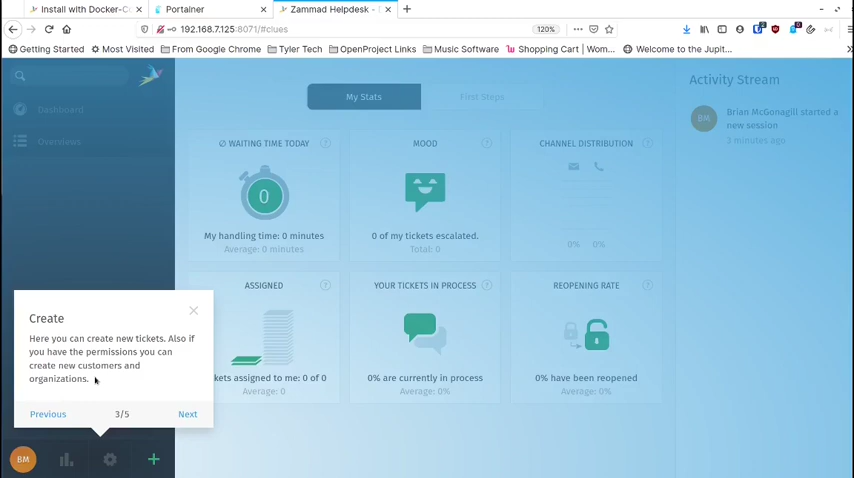 Install with Docker-Co
Portainer
Zammad Helpdesk -
192.168.7.125:8071/#clues
120%
Getting Started
Most Visited
From Google Chrome
Tyler Tech
OpenProject Links
Music Software
Shopping Cart | Wom...
Welcome to the Jupit...
Dashboard
Overviews
My Stats
First Steps
Activity Stream
BM
Brian McGonagill started a
new session
3 minutes ago
Ø WAITING TIME TODAY
0
My handling time: 0 minutes
Average: 0 minutes
MOOD
0 of my tickets escalated.
Total: 0
CHANNEL DISTRIBUTION
0% 0%
ASSIGNED
kets assigned to me: 0 of 0
Average: 0
YOUR TICKETS IN PROCESS
0% are currently in process
Average: 0%
REOPENING RATE
0% have been reopened
Average: 0%
Create
Here you can create new tickets. Also if
you have the permissions you can
create new customers and
organizations.
Previous 3/5 Next
BM